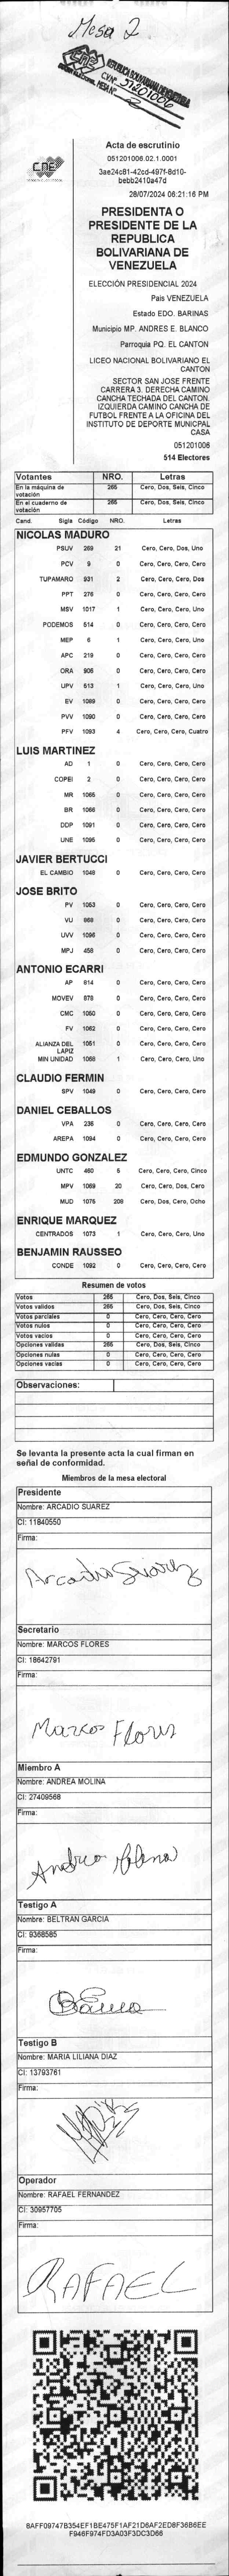 Mesa 2
REPUBLICA BOLIVARIANA DE VENEZUELA
CVN° 51201006
MESA N°
CNE
Acta de escrutinio
051201006.02.1.0001
3ae24c81-42cd-497f-8d10-
bebb2410a47d
28/07/2024 06:21:16 PM
PRESIDENTA O
PRESIDENTE DE LA
REPUBLICA
BOLIVARIANA DE
VENEZUELA
ELECCIÓN PRESIDENCIAL 2024
Pais VENEZUELA
Estado EDO. BARINAS
Municipio MP. ANDRES E. BLANCO
Parroquia PQ. EL CANTON
LICEO NACIONAL BOLIVARIANO EL
CANTON
SECTOR SAN JOSE FRENTE
CARRERA 3. DERECHA CAMINO
CANCHA TECHADA DEL CANTON.
IZQUIERDA CAMINO CANCHA DE
FUTBOL FRENTE A LA OFICINA DEL
INSTITUTO DE DEPORTE MUNICPAL
CASA
051201006
514 Electores
Votantes NRO. Letras
En la máquina de votación 265 Cero, Dos, Seis, Cinco
En el cuaderno de votación 265 Cero, Dos, Seis, Cinco
Cand. Sigla Código NRO. Letras
NICOLAS MADURO
PSUV 269 21 Cero, Cero, Dos, Uno
PCV 9 0 Cero, Cero, Cero, Cero
TUPAMARO 931 2 Cero, Cero, Cero, Dos
PPT 276 0 Cero, Cero, Cero, Cero
MSV 1017 1 Cero, Cero, Cero, Uno
PODEMOS 514 0 Cero, Cero, Cero, Cero
MEP 6 1 Cero, Cero, Cero, Uno
APC 219 0 Cero, Cero, Cero, Cero
ORA 906 0 Cero, Cero, Cero, Cero
UPV 513 1 Cero, Cero, Cero, Uno
EV 1089 0 Cero, Cero, Cero, Cero
PVV 1090 0 Cero, Cero, Cero, Cero
PFV 1093 4 Cero, Cero, Cero, Cuatro
LUIS MARTINEZ
AD 1 0 Cero, Cero, Cero, Cero
COPEI 2 0 Cero, Cero, Cero, Cero
MR 1065 0 Cero, Cero, Cero, Cero
BR 1066 0 Cero, Cero, Cero, Cero
DDP 1091 0 Cero, Cero, Cero, Cero
UNE 1095 0 Cero, Cero, Cero, Cero
JAVIER BERTUCCI
EL CAMBIO 1048 0 Cero, Cero, Cero, Cero
JOSE BRITO
PV 1053 0 Cero, Cero, Cero, Cero
VU 868 0 Cero, Cero, Cero, Cero
UVV 1096 0 Cero, Cero, Cero, Cero
MPJ 458 0 Cero, Cero, Cero, Cero
ANTONIO ECARRI
AP 814 0 Cero, Cero, Cero, Cero
MOVEV 878 0 Cero, Cero, Cero, Cero
CMC 1050 0 Cero, Cero, Cero, Cero
FV 1062 0 Cero, Cero, Cero, Cero
ALIANZA DEL LAPIZ 1051 0 Cero, Cero, Cero, Cero
MIN UNIDAD 1068 1 Cero, Cero, Cero, Uno
CLAUDIO FERMIN
SPV 1049 0 Cero, Cero, Cero, Cero
DANIEL CEBALLOS
VPA 236 0 Cero, Cero, Cero, Cero
AREPA 1094 0 Cero, Cero, Cero, Cero
EDMUNDO GONZALEZ
UNTC 460 5 Cero, Cero, Cero, Cinco
MPV 1069 20 Cero, Cero, Dos, Cero
MUD 1075 208 Cero, Dos, Cero, Ocho
ENRIQUE MARQUEZ
CENTRADOS 1073 1 Cero, Cero, Cero, Uno
BENJAMIN RAUSSEO
CONDE 1092 0 Cero, Cero, Cero, Cero
Resumen de votos
Votos 265 Cero, Dos, Seis, Cinco
Votos validos 265 Cero, Dos, Seis, Cinco
Votos parciales 0 Cero, Cero, Cero, Cero
Votos nulos 0 Cero, Cero, Cero, Cero
Votos vacios 0 Cero, Cero, Cero, Cero
Opciones validas 265 Cero, Dos, Seis, Cinco
Opciones nulas 0 Cero, Cero, Cero, Cero
Opciones vacias 0 Cero, Cero, Cero, Cero
Observaciones:
Se levanta la presente acta la cual firman en
señal de conformidad.
Miembros de la mesa electoral
Presidente
Nombre: ARCADIO SUAREZ
CI: 11840550
Firma:
Arcadio Suarez
Secretario
Nombre: MARCOS FLORES
CI: 18642791
Firma:
Marcos Flores
Miembro A
Nombre: ANDREA MOLINA
CI: 27409568
Firma:
Andrea Molina
Testigo A
Nombre: BELTRAN GARCIA
CI: 9368585
Firma:
Testigo B
Nombre: MARIA LILIANA DIAZ
CI: 13793761
Firma:
Operador
Nombre: RAFAEL FERNANDEZ
CI: 30957705
Firma:
RAFAEL
8AFF09747B354EF1BE475F1AF21D6AF2ED8F36B6EE
F946F974FD3A03F3DC3D66